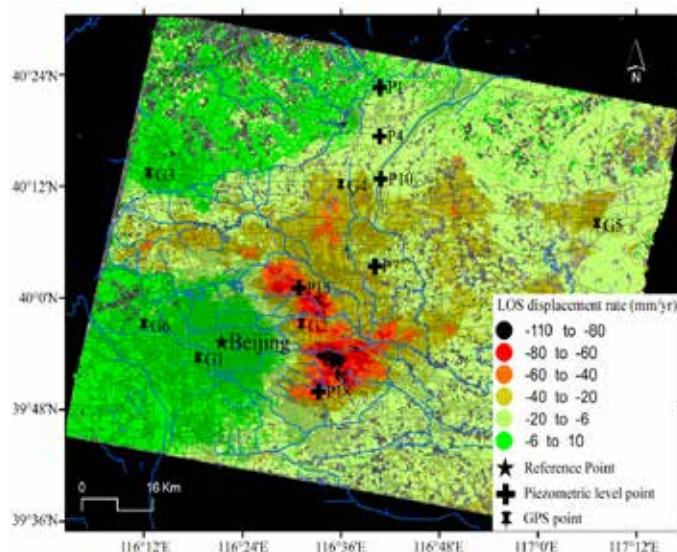 40°24'N
40°12'N
40°0'N
39°48'N
39°36'N
N
P1
P4
P10
G3
G4
G5
G6
Beijing
G1
0 16 Km
LOS displacement rate (mm/yr)
-110 to -80
-80 to -60
-60 to -40
-40 to -20
-20 to -6
-6 to 10
Reference Point
Piezometric level point
GPS point
116°12'E 116°24'E 116°36'E 116°48'E 117°0'E 117°12'E